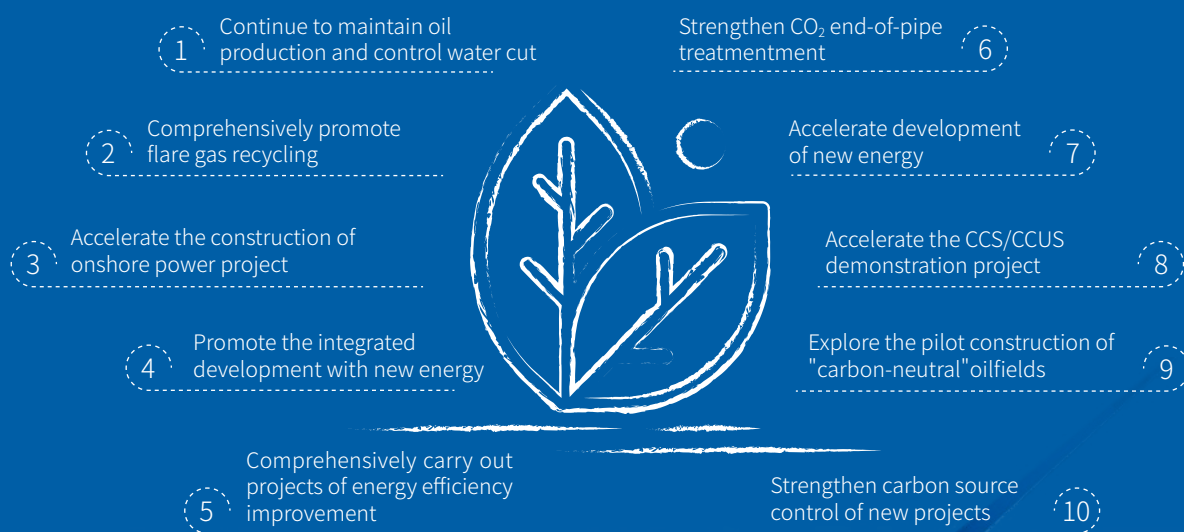 1
Continue to maintain oil
production and control water cut
2
Comprehensively promote
flare gas recycling
3
Accelerate the construction of
onshore power project
4
Promote the integrated
development with new energy
5
Comprehensively carry out
projects of energy efficiency
improvement
Strengthen CO₂ end-of-pipe
treatmentment
6
Accelerate development
of new energy
7
Accelerate the CCS/CCUS
demonstration project
8
Explore the pilot construction of
"carbon-neutral"oilfields
9
Strengthen carbon source
control of new projects
10